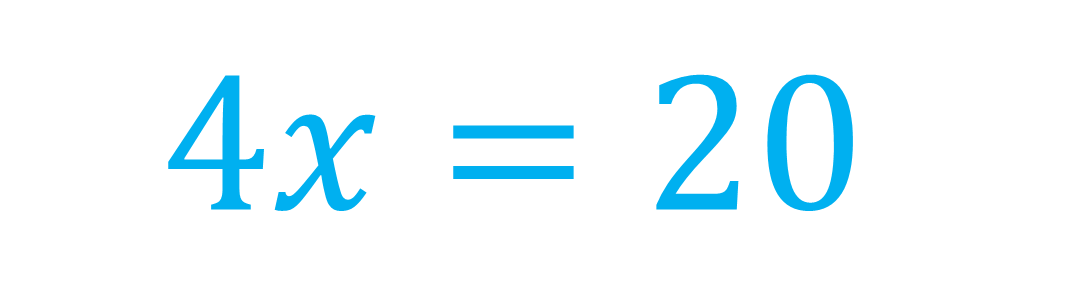 4x = 20